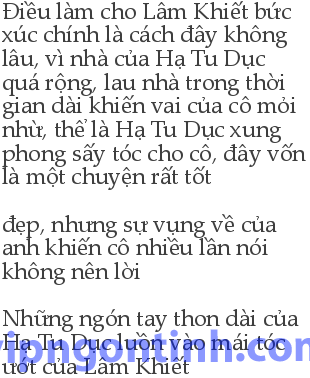 Điều làm cho Lâm Khiết bức
xúc chính là cách đây không
lâu, vì nhà của Hạ Tu Dục
quá rộng, lau nhà trong thời
gian dài khiến vai của cô mỏi
nhừ, thể là Hạ Tu Dục xung
phong sấy tóc cho cô, đây vốn
là một chuyện rất tốt
đẹp, nhưng sự vụng về của
anh khiến cô nhiều lần nói
không nên lời
Những ngón tay thon dài của
Hạ Tu Dục luồn vào mái tóc
ướt của Lâm Khiết
vipngontinh.com